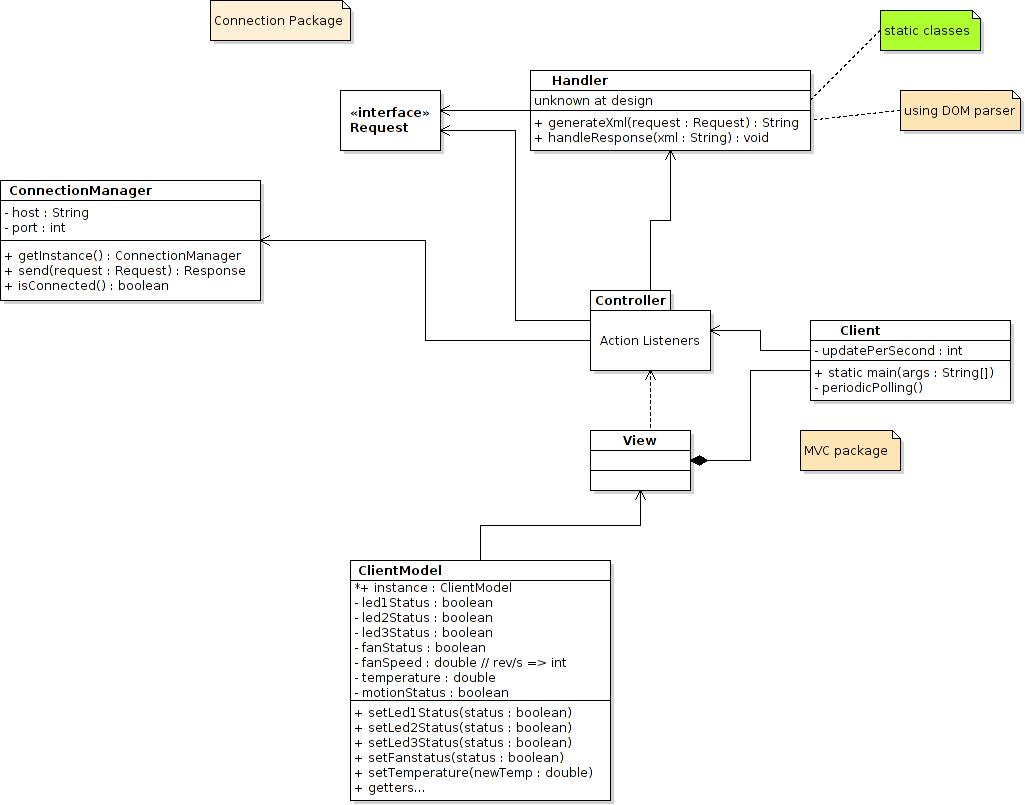 Connection Package
static classes
Handler
unknown at design
+ generateXml(request : Request) : String
+ handleResponse(xml : String) : void
using DOM parser
«interface»
Request
ConnectionManager
- host : String
- port : int
+ getInstance() : ConnectionManager
+ send(request : Request) : Response
+ isConnected() : boolean
Controller
Action Listeners
Client
- updatePerSecond : int
+ static main(args : String[])
- periodicPolling()
View
MVC package
ClientModel
*+ instance : ClientModel
- led1Status : boolean
- led2Status : boolean
- led3Status : boolean
- fanStatus : boolean
- fanSpeed : double // rev/s => int
- temperature : double
- motionStatus : boolean
+ setLed1Status(status : boolean)
+ setLed2Status(status : boolean)
+ setLed3Status(status : boolean)
+ setFanstatus(status : boolean)
+ setTemperature(newTemp : double)
+ getters...